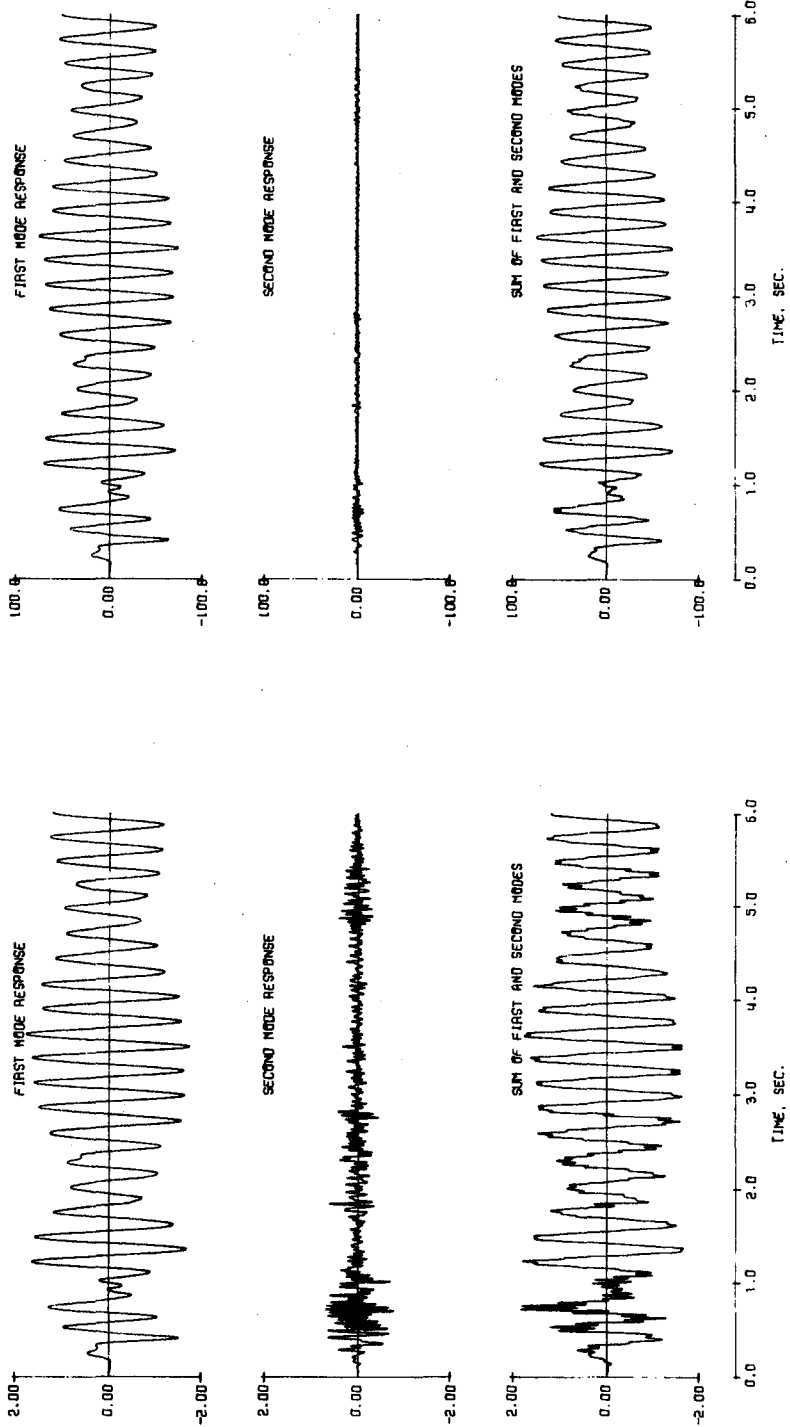 100.0
0.00
-100.0
FIRST MODE RESPONSE
100.0
0.00
-100.0
SECOND MODE RESPONSE
100.0
0.00
-100.0
SUM OF FIRST AND SECOND MODES
0.0 1.0 2.0 3.0 4.0 5.0 6.0
TIME, SEC.
2.00
0.00
-2.00
FIRST MODE RESPONSE
2.00
0.00
-2.00
SECOND MODE RESPONSE
2.00
0.00
-2.00
SUM OF FIRST AND SECOND MODES
0.0 1.0 2.0 3.0 4.0 5.0 6.0
TIME, SEC.